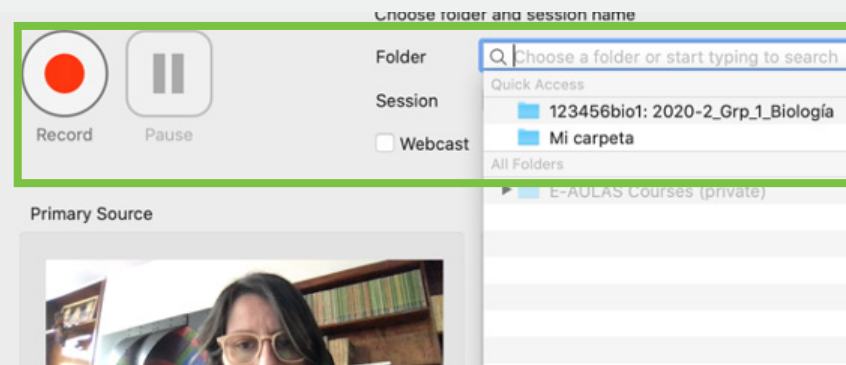 Choose folder and session name
Folder
Choose a folder or start typing to search
Quick Access
Session
123456bio1: 2020-2_Grp_1_Biología
Record
Pause
Webcast
Mi carpeta
All Folders
E-AULAS Courses (private)
Primary Source